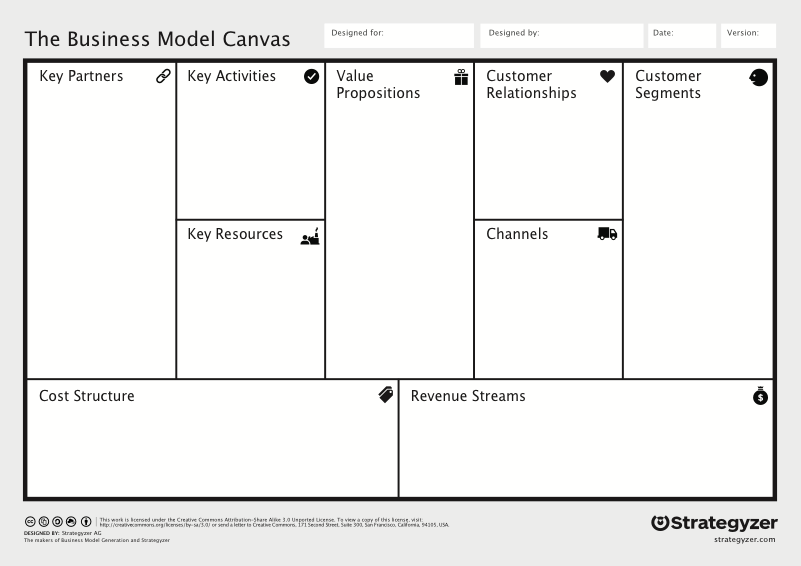 The Business Model Canvas
Designed for:
Designed by:
Date:
Version:
Key Partners
Key Activities
Value
Propositions
Customer
Relationships
Customer
Segments
Key Resources
Channels
Cost Structure
Revenue Streams
$
cc
This work is licensed under the Creative Commons Attribution-Share Alike 3.0 Unported License. To view a copy of this license, visit:
http://creativecommons.org/licenses/by-sa/3.0/ or send a letter to Creative Commons, 171 Second Street, Suite 300, San Francisco, California, 94105, USA.
DESIGNED BY: Strategyzer AG
The makers of Business Model Generation and Strategyzer
Strategyzer
strategyzer.com